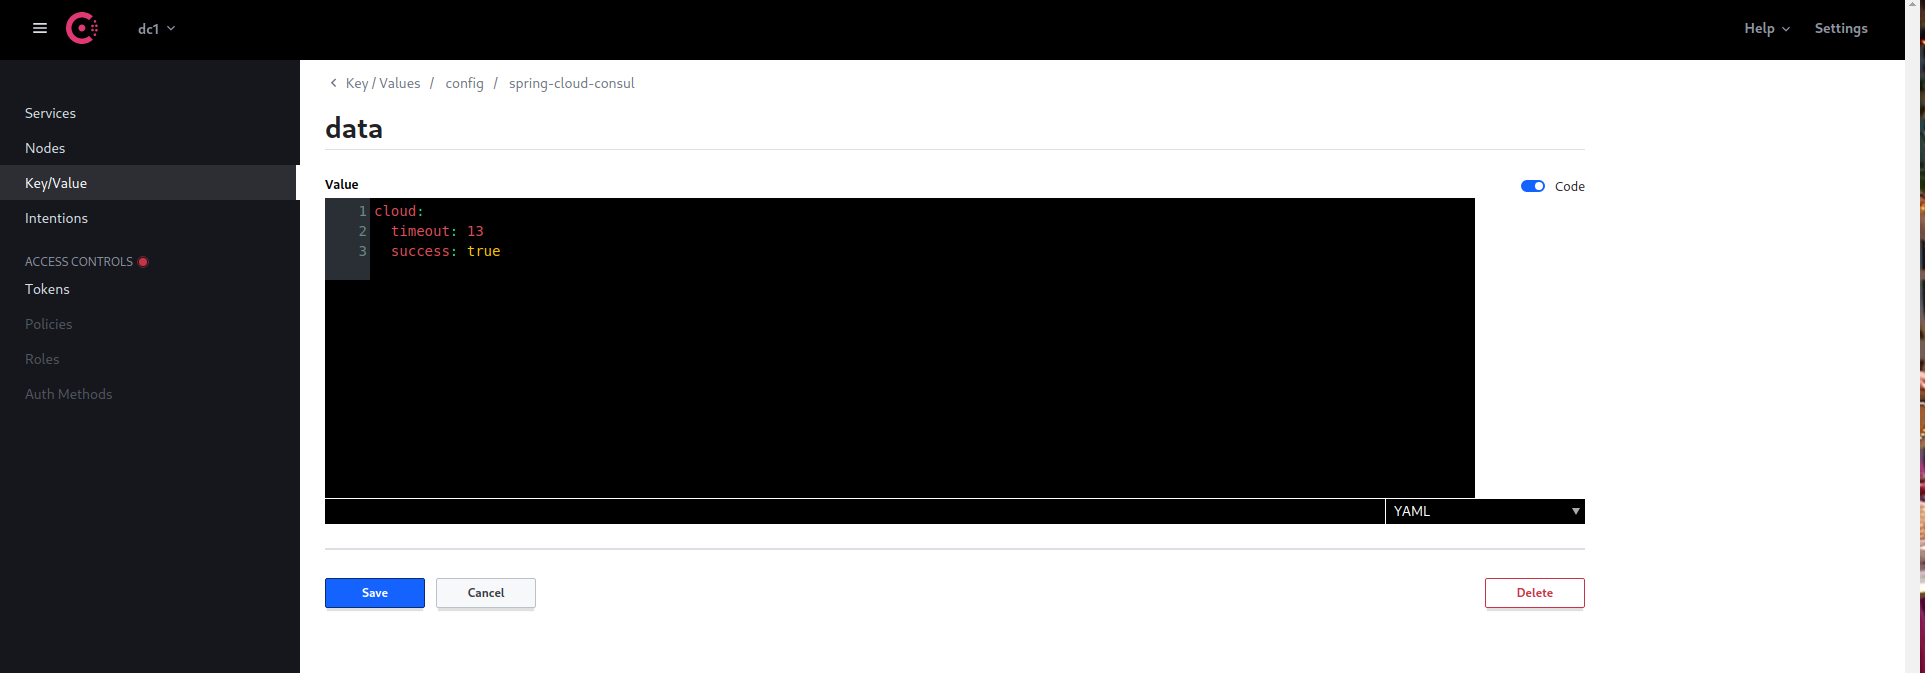 dc1
Help
Settings
Services
Nodes
Key/Value
Intentions
ACCESS CONTROLS
Tokens
Policies
Roles
Auth Methods
Key / Values / config / spring-cloud-consul
data
Value
Code
1 cloud:
2   timeout: 13
3   success: true
YAML
Save
Cancel
Delete